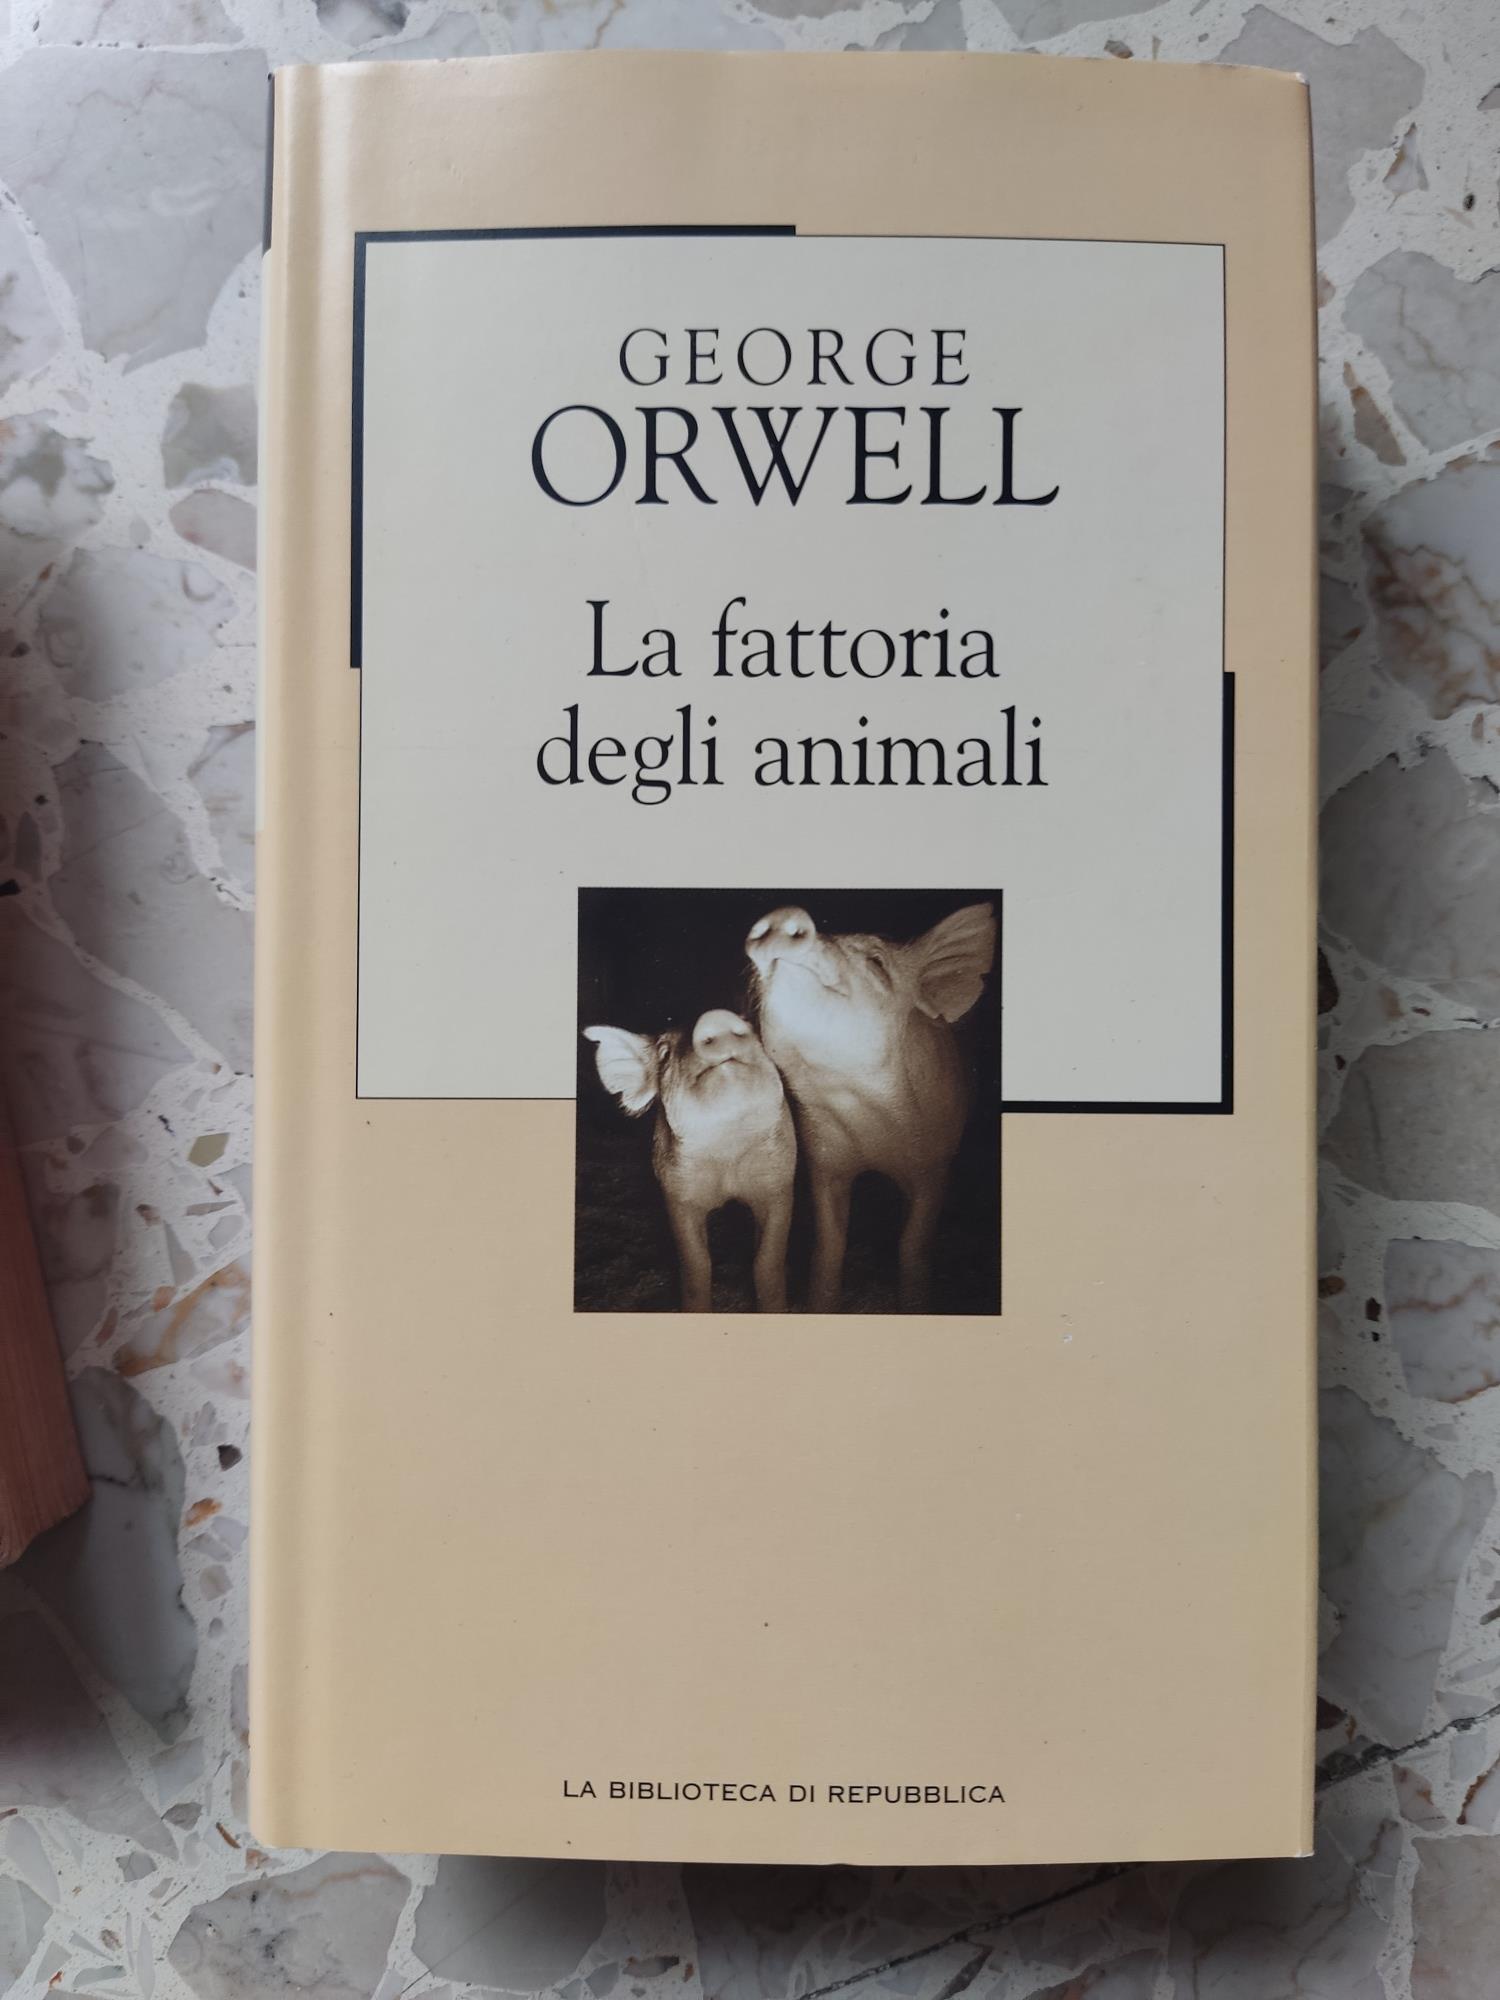 GEORGE
ORWELL
La fattoria
degli animali
LA BIBLIOTECA DI REPUBBLICA